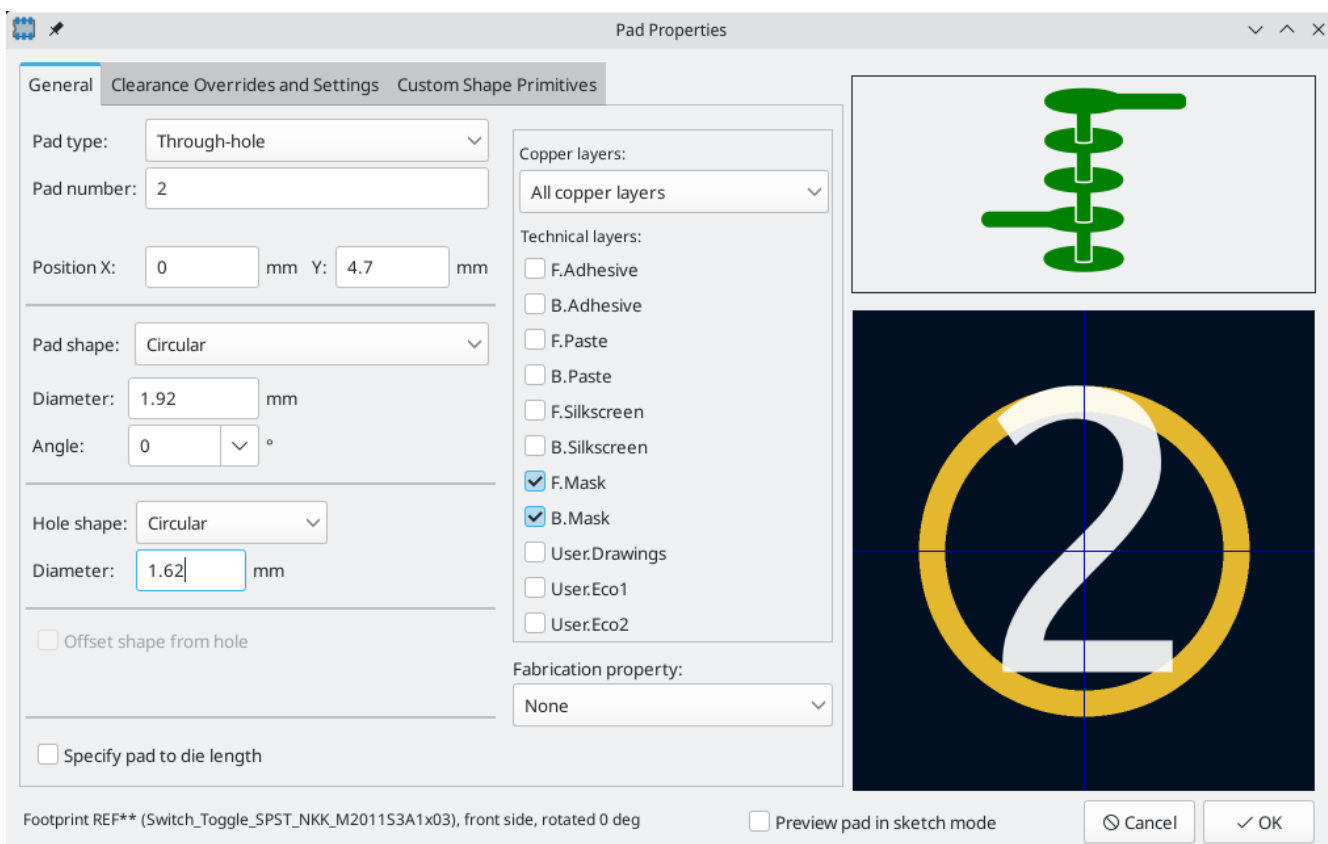 Pad Properties
General Clearance Overrides and Settings Custom Shape Primitives
Pad type: Through-hole
Pad number: 2
Position X: 0 mm Y: 4.7 mm
Pad shape: Circular
Diameter: 1.92 mm
Angle: 0 °
Hole shape: Circular
Diameter: 1.62 mm
Offset shape from hole
Specify pad to die length
Copper layers:
All copper layers
Technical layers:
F.Adhesive
B.Adhesive
F.Paste
B.Paste
F.Silkscreen
B.Silkscreen
F.Mask
B.Mask
User.Drawings
User.Eco1
User.Eco2
Fabrication property:
None
2
Footprint REF** (Switch_Toggle_SPST_NKK_M2011S3A1x03), front side, rotated 0 deg
Preview pad in sketch mode
Cancel
OK